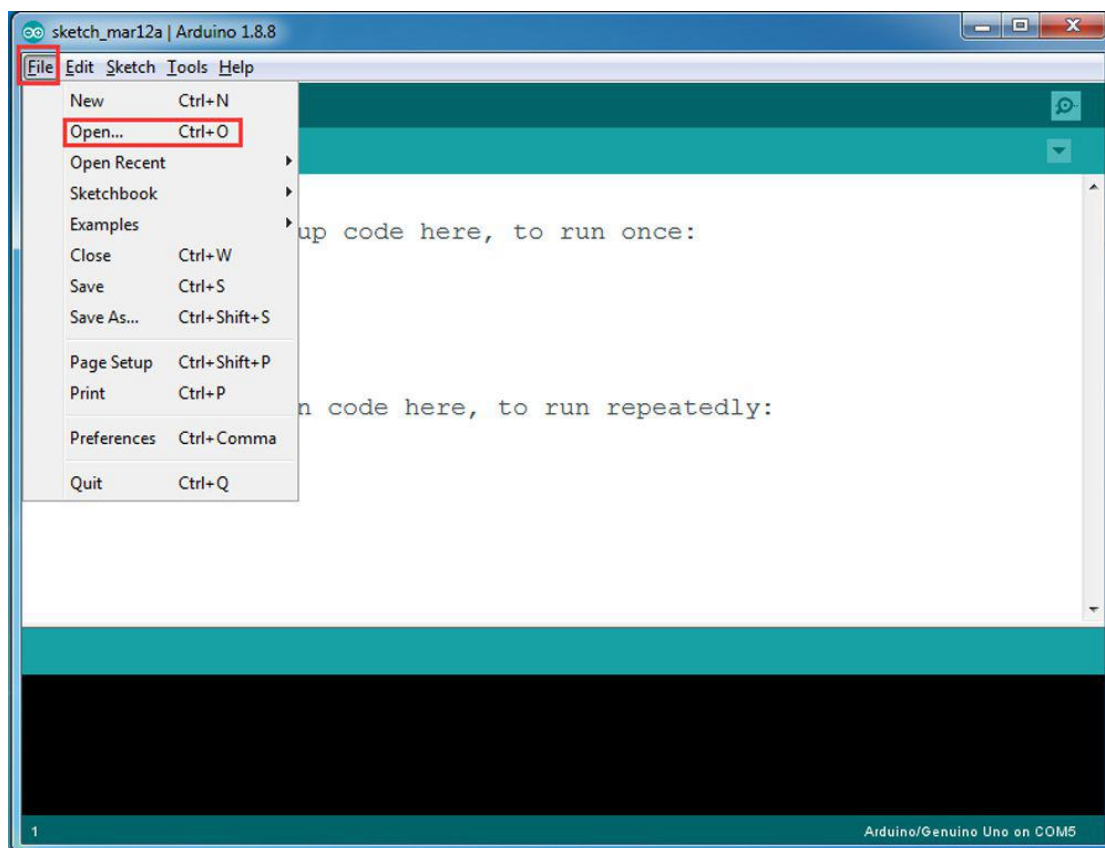 sketch_mar12a | Arduino 1.8.8
File Edit Sketch Tools Help
New Ctrl+N
Open... Ctrl+O
Open Recent
Sketchbook
Examples
Close Ctrl+W
Save Ctrl+S
Save As... Ctrl+Shift+S
Page Setup Ctrl+Shift+P
Print Ctrl+P
Preferences Ctrl+Comma
Quit Ctrl+Q
up code here, to run once:
n code here, to run repeatedly:
1 Arduino/Genuino Uno on COM5